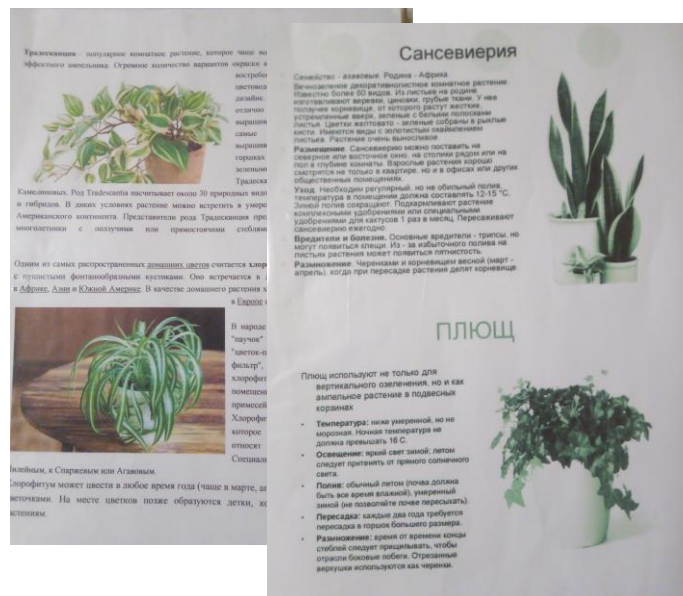 Традесканция - популярное комнатное растение, которое чаще
эффектного ампельника. Огромное количество вариантов окраски
дизайне.
отлично
самые
горшках
Камелиновых. Род Tradescantia насчитывает около 30 природных
и гибридов. В диких условиях растение можно встретить в
Американского континента. Представители рода Традесканция
многолетники с ползучими или прямостоячими
Одним из самых распространенных домашних цветов считается
с пушистыми фонтанообразными кустиками. Оно встречается в
в Африке, Азии и Южной Америке. В качестве домашнего растения
в Европе
В народе
"паучок"
фильтр",
примесей
которое
относят
Лилейным, к Спаржевым или Агавовым.
Хлорофитум может цвести в любое время года (чаще в марте,
цветочками. На месте цветков позже образуются детки,
растениям.
Сансевиерия
Семейство - агавовые. Родина - Африка.
Вечнозеленое декоративнолистное комнатное растение.
Известно более 60 видов. Из листьев на родине
изготавливают веревки, циновки, грубые ткани. У нее
ползучее корневище, от которого растут жесткие,
устремленные вверх, зеленые с белыми полосками
листья. Цветки желтовато - зеленые собраны в рыхлые
кисти. Имеются виды с золотистым окаймлением
листьев. Растение очень выносливое.
Размещение. Сансевиерию можно поставить на
северное или восточное окно, на столики рядом или на
пол в глубине комнаты. Взрослые растения хорошо
смотрятся не только в квартире, но и в офисах или других
общественных помещениях.
Уход. Необходим регулярный, но не обильный полив,
температура в помещении должна составлять 12-15 °C.
Зимой полив сокращают. Подкармливают растение
комплексными удобрениями или специальными
удобрениями для кактусов 1 раз в месяц. Пересаживают
сансевиерию ежегодно.
Вредители и болезни. Основные вредители - трипсы, но
могут появиться клещи. Из - за избыточного полива на
листьях растения может появиться пятнистость.
Размножение. Черенками и корневищем весной (март -
апрель), когда при пересадке растения делят корневище.
ПЛЮЩ
Плющ используют не только для
вертикального озеленения, но и как
ампельное растение в подвесных
корзинах
• Температура: ниже умеренной, но не
морозная. Ночная температура не
должна превышать 16 С.
• Освещение: яркий свет зимой; летом
следует притенять от прямого солнечного
света.
• Полив: обычный летом (почва должна
быть все время влажной), умеренный
зимой (не позволяйте почве пересыхать).
• Пересадка: каждые два года требуется
пересадка в горшок большего размера.
• Размножение: время от времени концы
стеблей следует прищипывать, чтобы
отрасли боковые побеги. Отрезанные
верхушки используются как черенки.